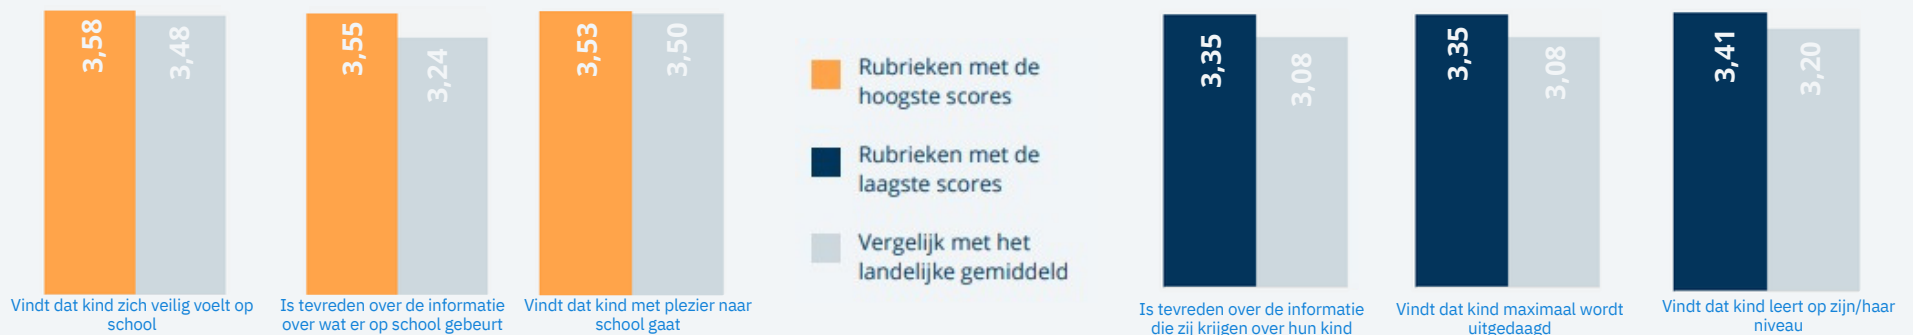 3,58
3,48
Vindt dat kind zich veilig voelt op
school
3,55
3,24
Is tevreden over de informatie
over wat er op school gebeurt
3,53
3,50
Vindt dat kind met plezier naar
school gaat
Rubrieken met de
hoogste scores
Rubrieken met de
laagste scores
Vergelijk met het
landelijke gemiddeld
3,35
3,08
Is tevreden over de informatie
die zij krijgen over hun kind
3,35
3,08
Vindt dat kind maximaal wordt
uitgedaagd
3,41
3,20
Vindt dat kind leert op zijn/haar
niveau